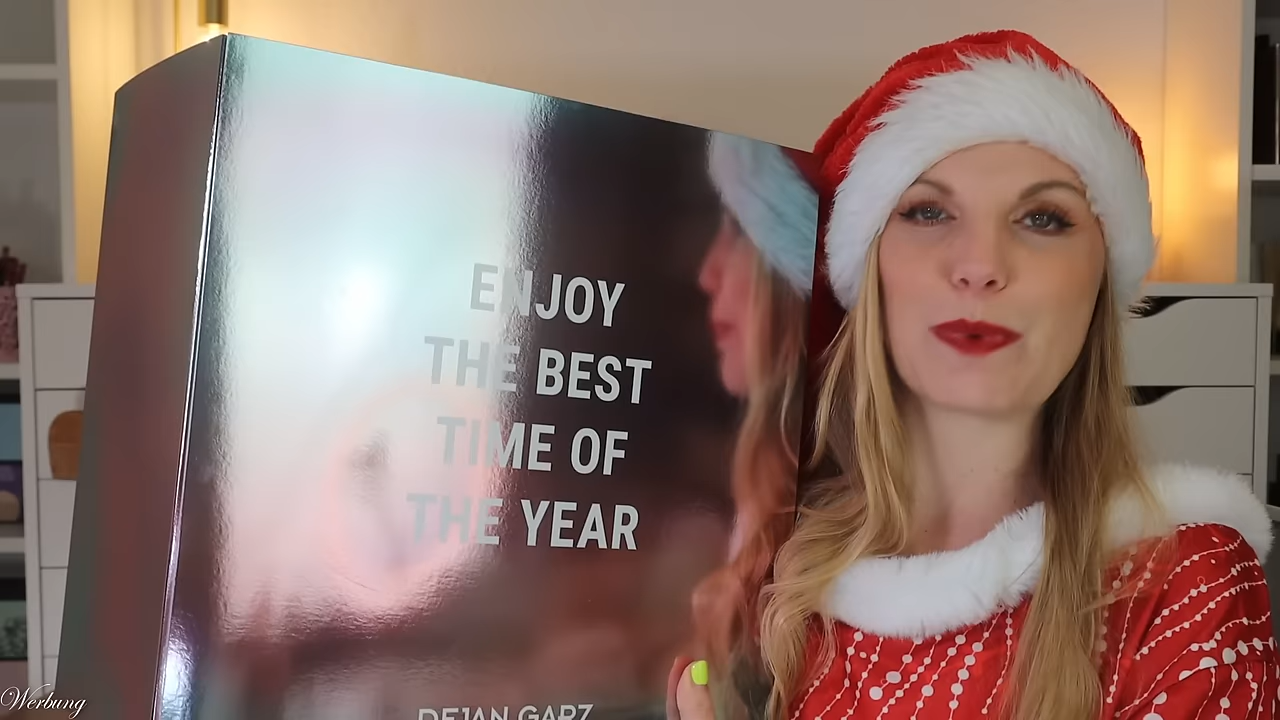 ENJOY
THE BEST
TIME OF
THE YEAR
DEJAN GARZ
Werbung